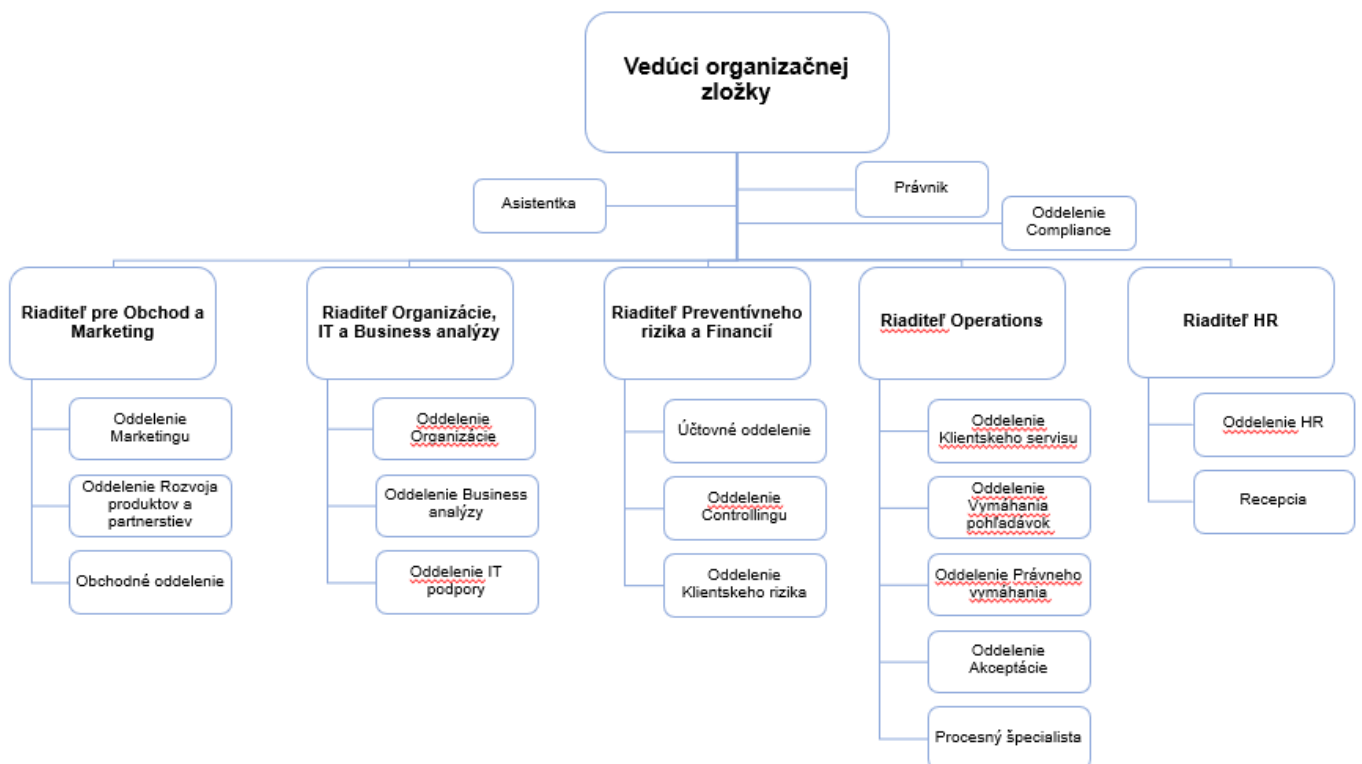 Vedúci organizačnej
zložky
Asistentka
Právnik
Oddelenie
Compliance
Riaditeľ pre Obchod a
Marketing
Oddelenie
Marketingu
Oddelenie Rozvoja
produktov a
partnerstiev
Obchodné oddelenie
Riaditeľ Organizácie,
IT a Business analýzy
Oddelenie
Organizácie
Oddelenie Business
analýzy
Oddelenie IT
podpory
Riaditeľ Preventívneho
rizika a Financií
Účtovné oddelenie
Oddelenie
Controllingu
Oddelenie
Klientskeho rizika
Riaditeľ Operations
Oddelenie
Klientskeho servisu
Oddelenie
Vymáhania
pohľadávok
Oddelenie Právneho
vymáhania
Oddelenie
Akceptácie
Procesný špecialista
Riaditeľ HR
Oddelenie HR
Recepcia